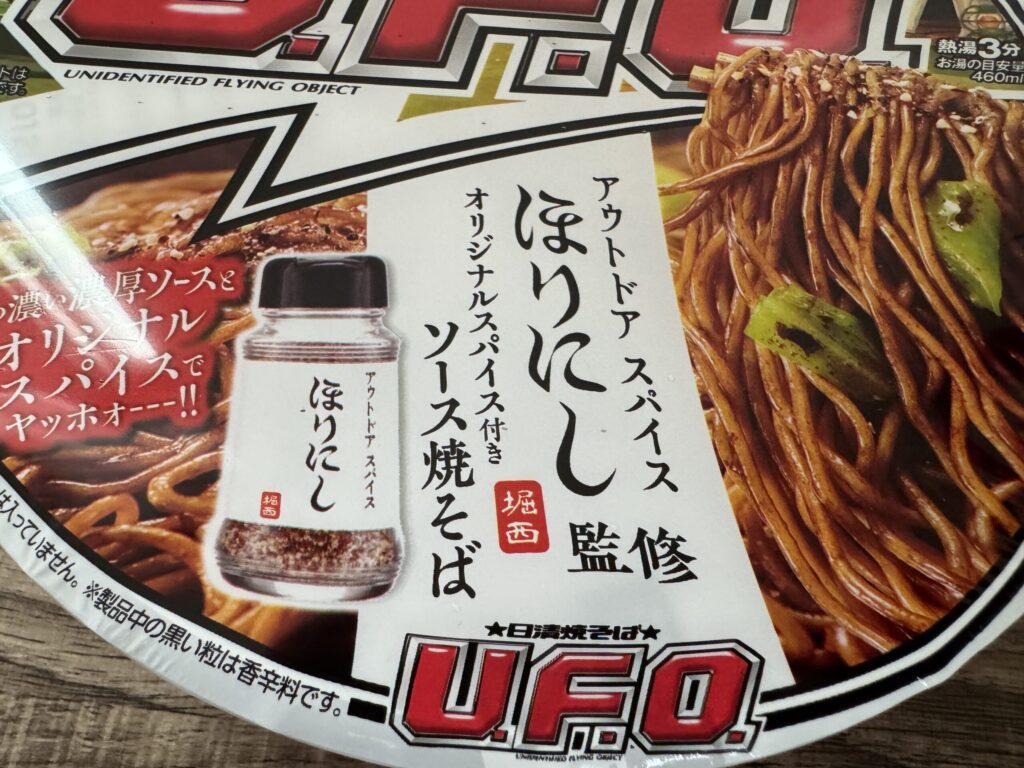 U.F.O.
UNIDENTIFIED FLYING OBJECT
熱湯3分
お湯の目安量
460ml
アウトドア スパイス
ほりにし
監修
堀西
オリジナルスパイス付き
ソース焼そば
濃い濃厚ソースと
オリジナル
スパイスで
ヤッホォーーー!!
アウトドア スパイス
ほりにし
堀西
は入っていません。※製品中の黒い粒は香辛料です。
★日清焼そば★
U.F.O.
UNIDENTIFIED FLYING OBJECT